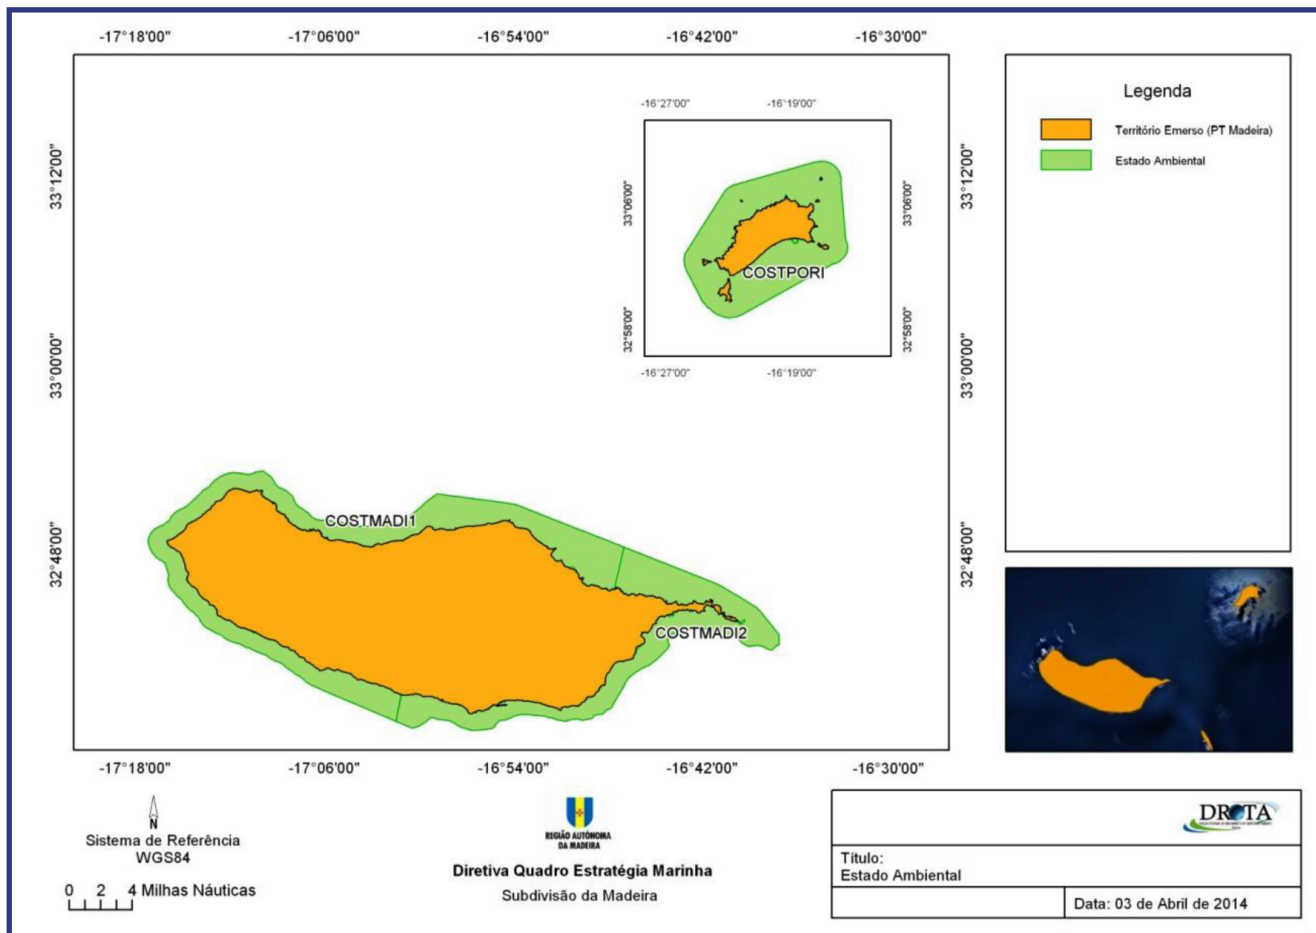 -17°18'00" -17°06'00" -16°54'00" -16°42'00" -16°30'00"
Legenda
Território Emerso (PT Madeira)
Estado Ambiental
-16°27'00" -16°19'00"
33°12'00"
33°06'00"
33°06'00"
33°12'00"
COSTPORI
32°58'00"
32°58'00"
-16°27'00" -16°19'00"
33°00'00"
33°00'00"
COSTMADI1
32°48'00"
32°48'00"
COSTMADI2
-17°18'00" -17°06'00" -16°54'00" -16°42'00" -16°30'00"
N
Sistema de Referência
WGS84
0 2 4 Milhas Náuticas
REGIÃO AUTÓNOMA
DA MADEIRA
Diretiva Quadro Estratégia Marinha
Subdivisão da Madeira
DROTA
Título:
Estado Ambiental
Data: 03 de Abril de 2014